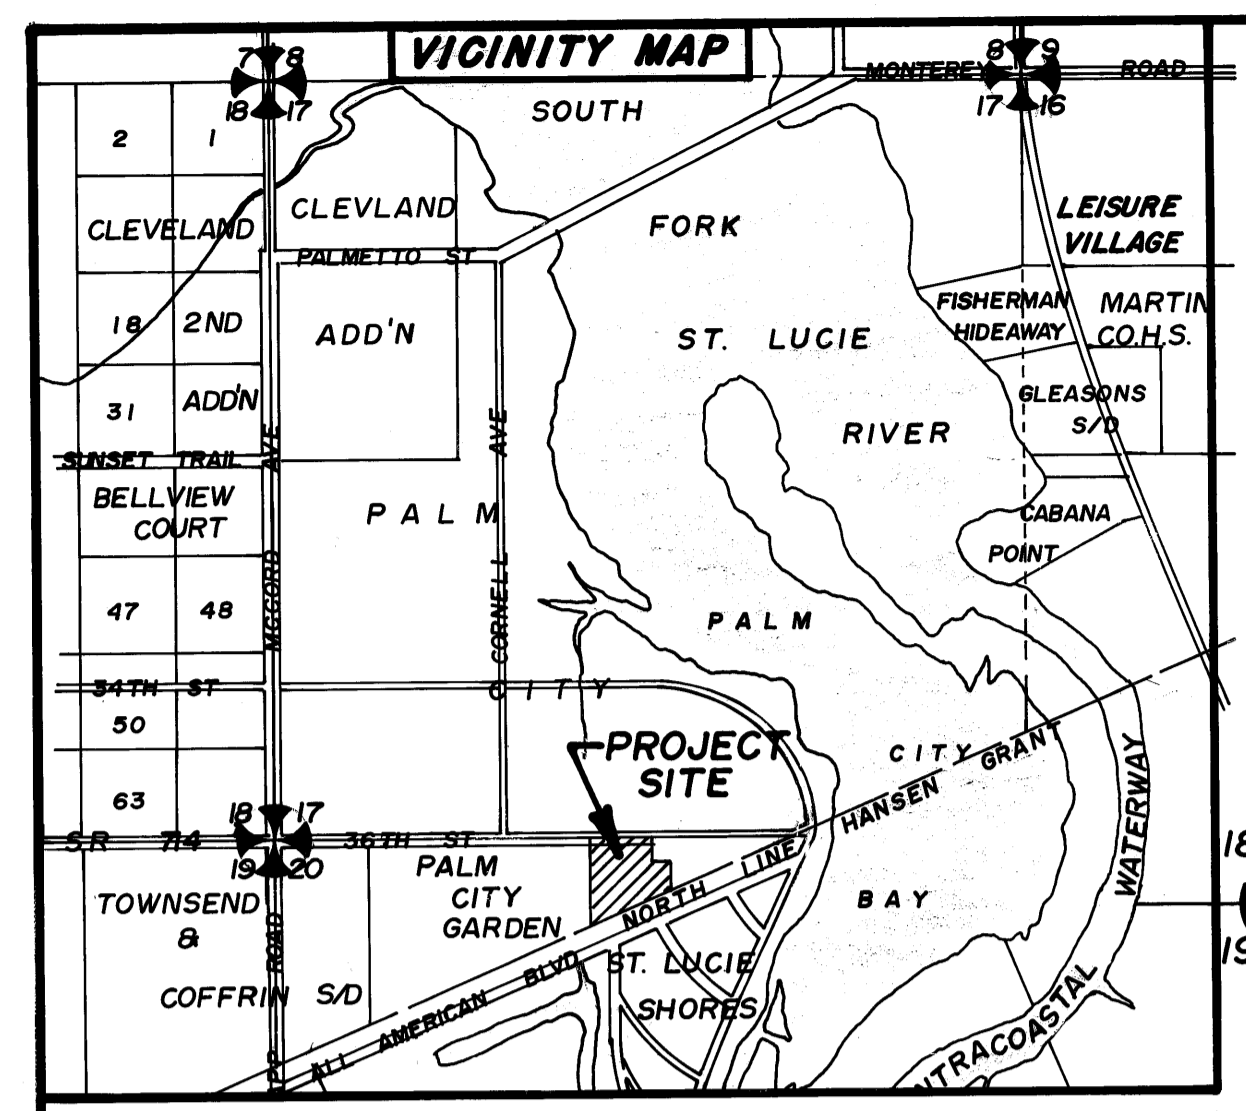 VICINITY MAP
7 8
18 17
8 9
17 16
MONTEREY ROAD
SOUTH
2 1
CLEVELAND
CLEVLAND
FORK
LEISURE
VILLAGE
PALMETTO ST
18 2ND
ADD'N
ST. LUCIE
FISHERMAN
HIDEAWAY
MARTIN
CO.H.S.
31 ADD'N
RIVER
GLEASONS
S/D
SUNSET TRAIL
BELLVIEW
COURT
MCCORD AVE
CORNELL AVE
PALM
CABANA
POINT
47 48
PALM
34TH ST
CITY
50
PROJECT
SITE
CITY
HANSEN GRANT
WATERWAY
63
18 17
SR 714
36TH ST
19 20
PALM
CITY
GARDEN
NORTH LINE
BAY
18
19
TOWNSEND
&
COFFRIN S/D
ROAD
ALL AMERICAN BLVD
ST. LUCIE
SHORES
NTRACOASTAL